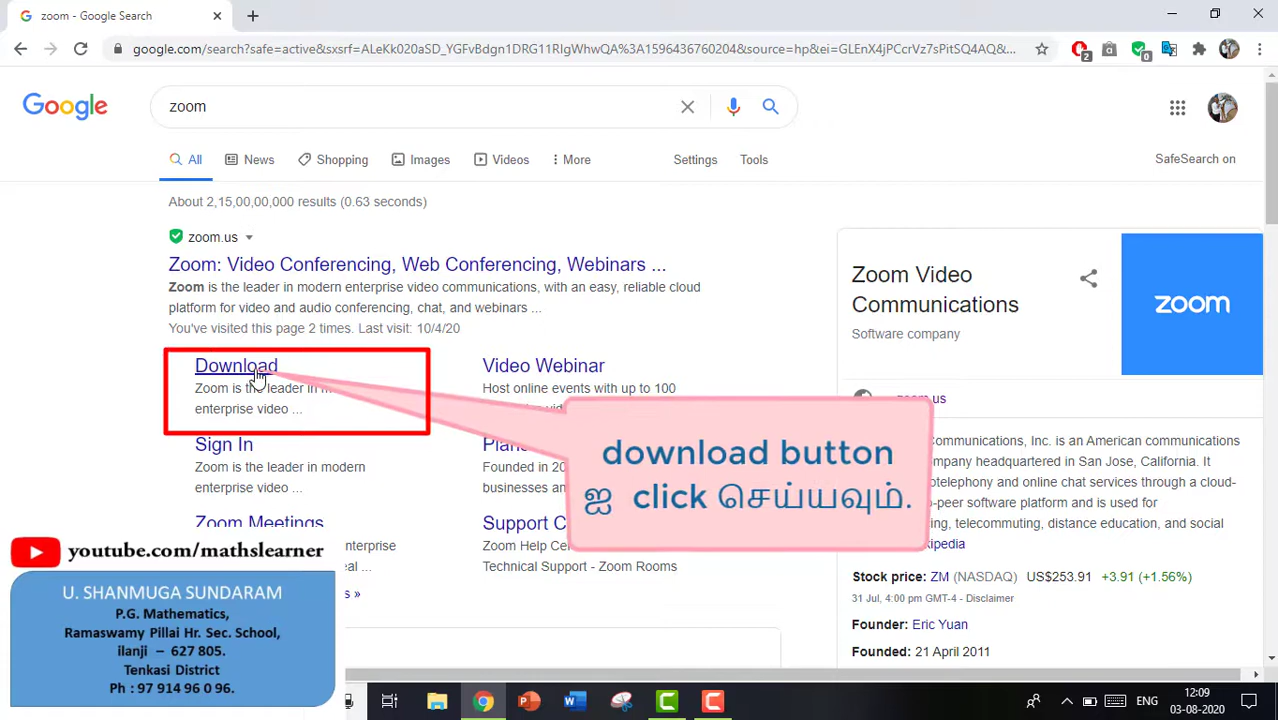 zoom - Google Search
google.com/search?safe=active&sxsrf=ALeKk020aSD_YGFvBdgn1DRG11RIgWhwQA%3A1596436760204&source=hp&ei=GLEnX4jPCcrVz7sPitSQ4AQ&...
2
0
Google
zoom
All
News
Shopping
Images
Videos
More
Settings
Tools
SafeSearch on
About 2,15,00,00,000 results (0.63 seconds)
zoom.us
Zoom: Video Conferencing, Web Conferencing, Webinars ...
Zoom is the leader in modern enterprise video communications, with an easy, reliable cloud
platform for video and audio conferencing, chat, and webinars ...
You've visited this page 2 times. Last visit: 10/4/20
Download
Zoom is the leader in
enterprise video ...
Video Webinar
Host online events with up to 100
Sign In
Zoom is the leader in modern
enterprise video ...
Founded in
businesses
Zoom Meetings
enterprise
Support
Zoom Help
Technical Support - Zoom Rooms
download button
ஐ click செய்யவும்.
Zoom Video
Communications
zoom
Software company
zoom.us
Communications, Inc. is an American communications
headquartered in San Jose, California. It
telephony and online chat services through a cloud-
-peer software platform and is used for
telecommuting, distance education, and social
Stock price: ZM (NASDAQ) US$253.91 +3.91 (+1.56%)
31 Jul, 4:00 pm GMT-4 - Disclaimer
Founder: Eric Yuan
Founded: 21 April 2011
youtube.com/mathslearner
U. SHANMUGA SUNDARAM
P.G. Mathematics,
Ramaswamy Pillai Hr. Sec. School,
ilanji – 627 805.
Tenkasi District
Ph : 97 914 96 0 96.
ENG
12:09
03-08-2020